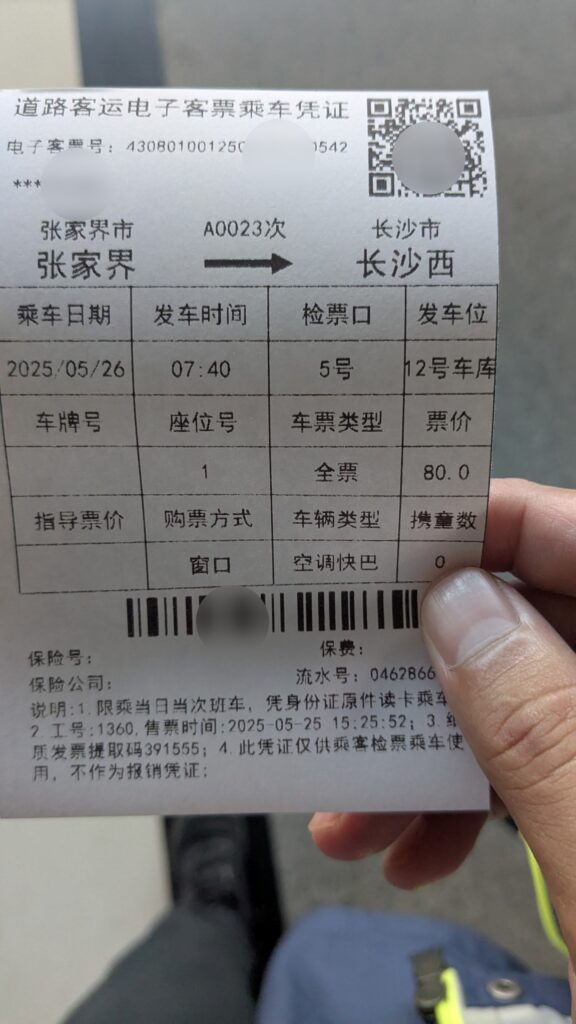 道路客运电子客票乘车凭证
电子客票号: 430801001250 0542
***
张家界市 A0023次 长沙市
张家界 长沙西
乘车日期 发车时间 检票口 发车位
2025/05/26 07:40 5号 12号车库
车牌号 座位号 车票类型 票价
1 全票 80.0
指导票价 购票方式 车辆类型 携童数
窗口 空调快巴 0
保险号: 保费:
保险公司: 流水号: 0462866
说明:1.限乘当日当次班车, 凭身份证原件读卡乘车
2.工号:1360,售票时间:2025-05-25 15:25:52; 3.
质发票提取码391555; 4.此凭证仅供乘客检票乘车使
用, 不作为报销凭证;